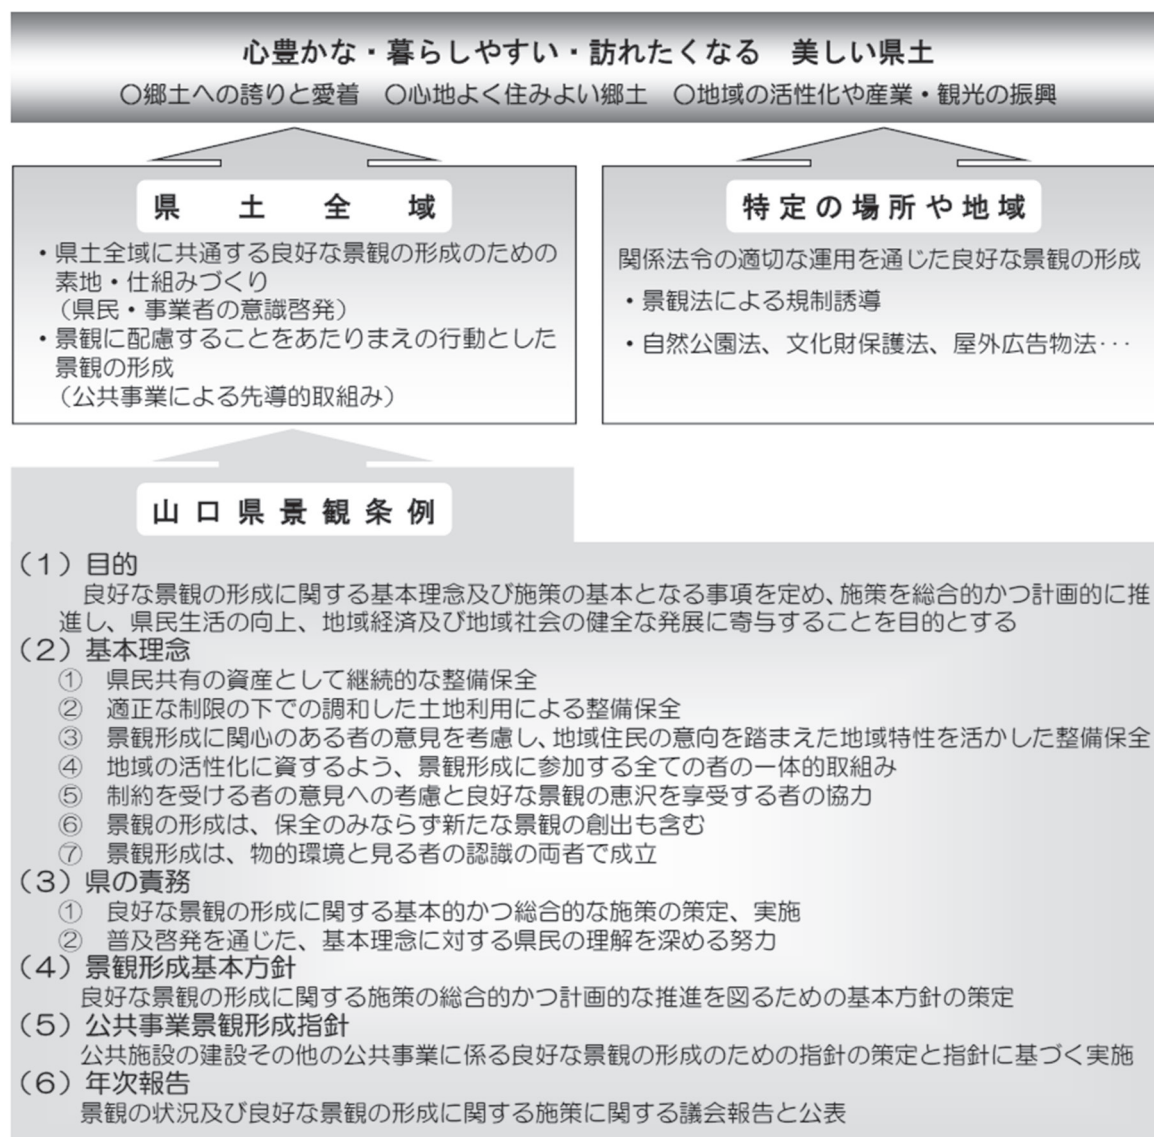 心豊かな・暮らしやすい・訪れたくなる　美しい県土
○郷土への誇りと愛着　○心地よく住みよい郷土　○地域の活性化や産業・観光の振興
県土全域
・県土全域に共通する良好な景観の形成のための
素地・仕組みづくり
（県民・事業者の意識啓発）
・景観に配慮することをあたりまえの行動とした
景観の形成
（公共事業による先導的取組み）
特定の場所や地域
関係法令の適切な運用を通じた良好な景観の形成
・景観法による規制誘導
・自然公園法、文化財保護法、屋外広告物法･･･
山口県景観条例
（１）目的
良好な景観の形成に関する基本理念及び施策の基本となる事項を定め、施策を総合的かつ計画的に推
進し、県民生活の向上、地域経済及び地域社会の健全な発展に寄与することを目的とする
（２）基本理念
①　県民共有の資産として継続的な整備保全
②　適正な制限の下での調和した土地利用による整備保全
③　景観形成に関心のある者の意見を考慮し、地域住民の意向を踏まえた地域特性を活かした整備保全
④　地域の活性化に資するよう、景観形成に参加する全ての者の一体的取組み
⑤　制約を受ける者の意見への考慮と良好な景観の恵沢を享受する者の協力
⑥　景観の形成は、保全のみならず新たな景観の創出も含む
⑦　景観形成は、物的環境と見る者の認識の両者で成立
（３）県の責務
①　良好な景観の形成に関する基本的かつ総合的な施策の策定、実施
②　普及啓発を通じた、基本理念に対する県民の理解を深める努力
（４）景観形成基本方針
良好な景観の形成に関する施策の総合的かつ計画的な推進を図るための基本方針の策定
（５）公共事業景観形成指針
公共施設の建設その他の公共事業に係る良好な景観の形成のための指針の策定と指針に基づく実施
（６）年次報告
景観の状況及び良好な景観の形成に関する施策に関する議会報告と公表